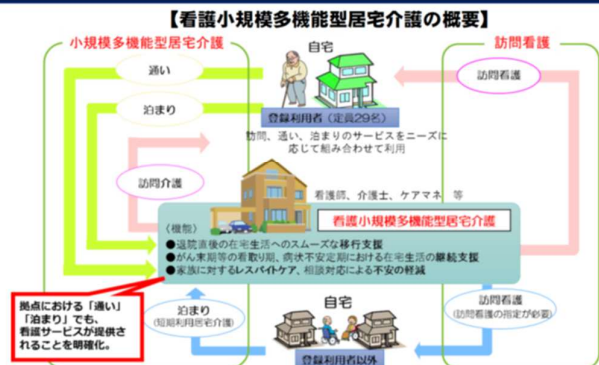 【看護小規模多機能型居宅介護の概要】
小規模多機能型居宅介護
自宅
訪問看護
通い
訪問看護
泊まり
登録利用者（定員29名）
訪問、通い、泊まりのサービスをニーズに
応じて組み合わせて利用
訪問介護
看護師、介護士、ケアマネ　等
看護小規模多機能型居宅介護
（機能）
●退院直後の在宅生活へのスムーズな移行支援
●がん末期等の看取り期、病状不安定期における在宅生活の継続支援
●家族に対するレスパイトケア、相談対応による不安の軽減
拠点における「通い」
「泊まり」でも、
看護サービスが提供さ
れることを明確化。
泊まり
(短期利用居宅介護)
自宅
訪問看護
(訪問看護の指定が必要)
登録利用者以外